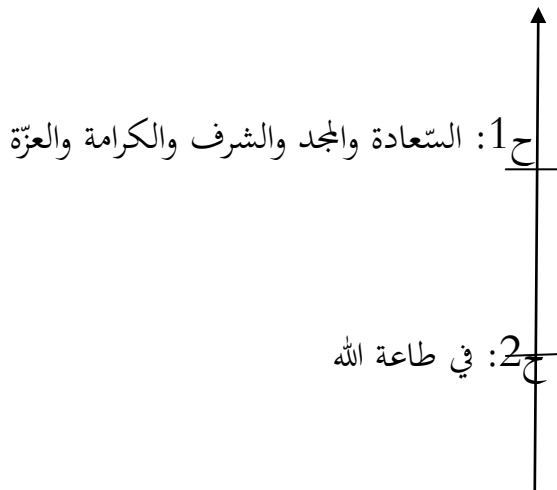 ح1: السّعادة والمجد والشرف والكرامة والعزّة
ح2: في طاعة الله